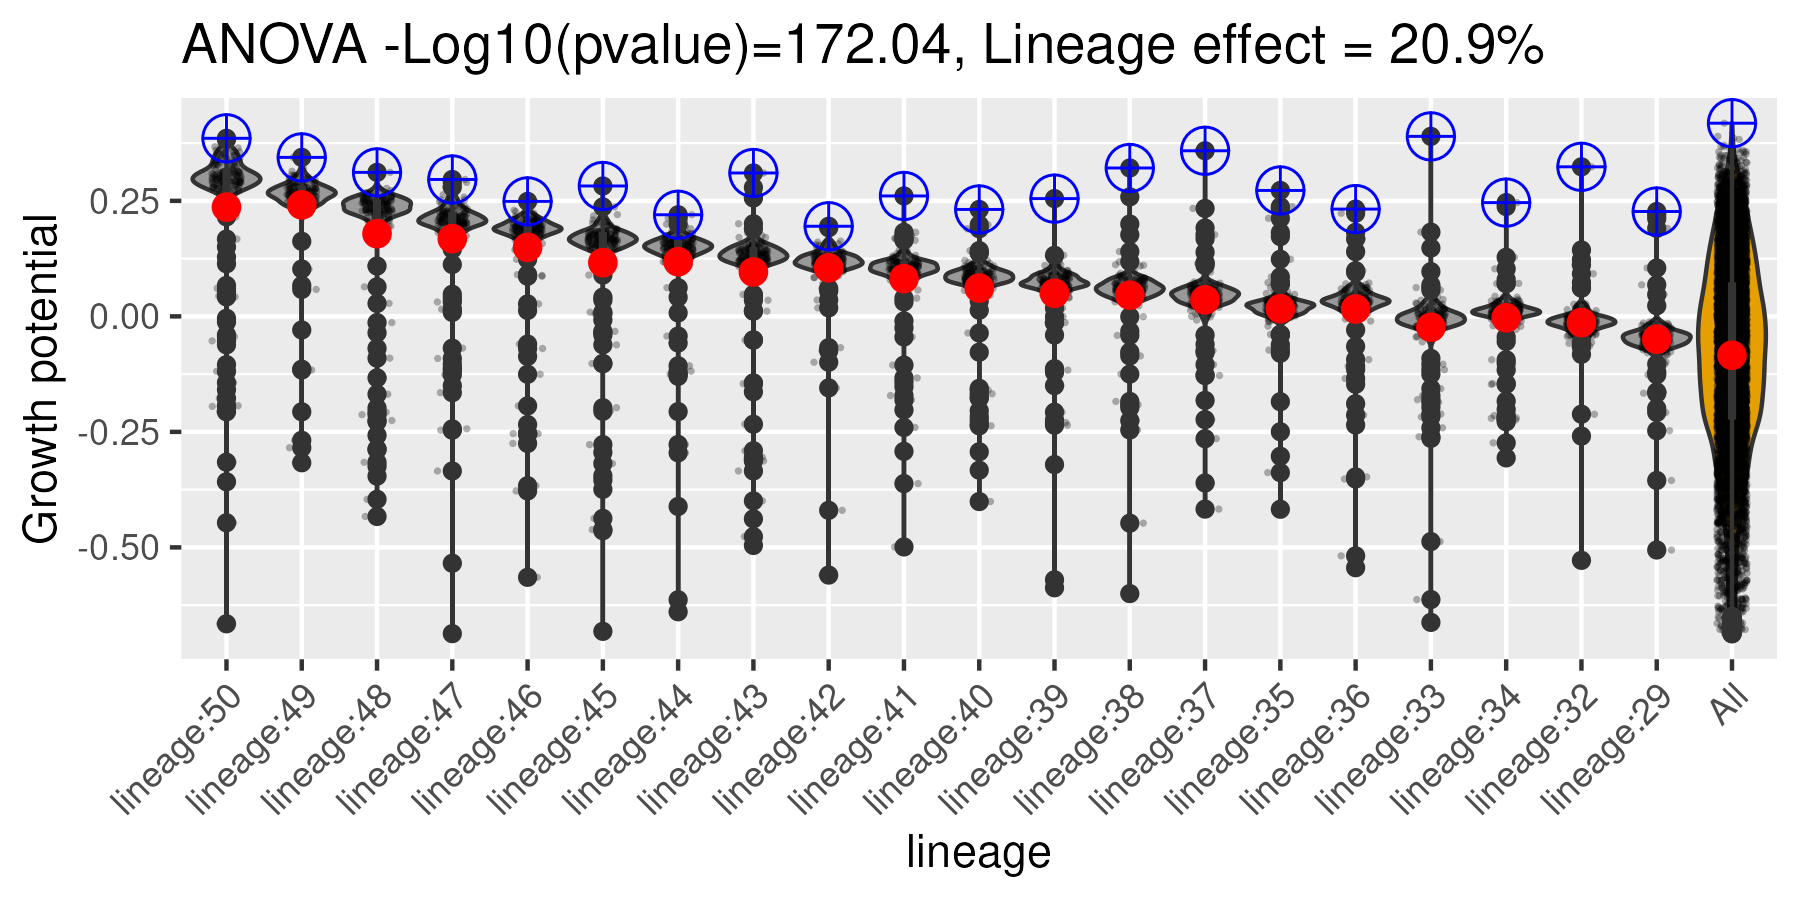 ANOVA -Log10(pvalue)=172.04, Lineage effect = 20.9%
Growth potential
0.25
0.00
-0.25
-0.50
lineage:50
lineage:49
lineage:48
lineage:47
lineage:46
lineage:45
lineage:44
lineage:43
lineage:42
lineage:41
lineage:40
lineage:39
lineage:38
lineage:37
lineage:35
lineage:36
lineage:33
lineage:34
lineage:32
lineage:29
All
lineage